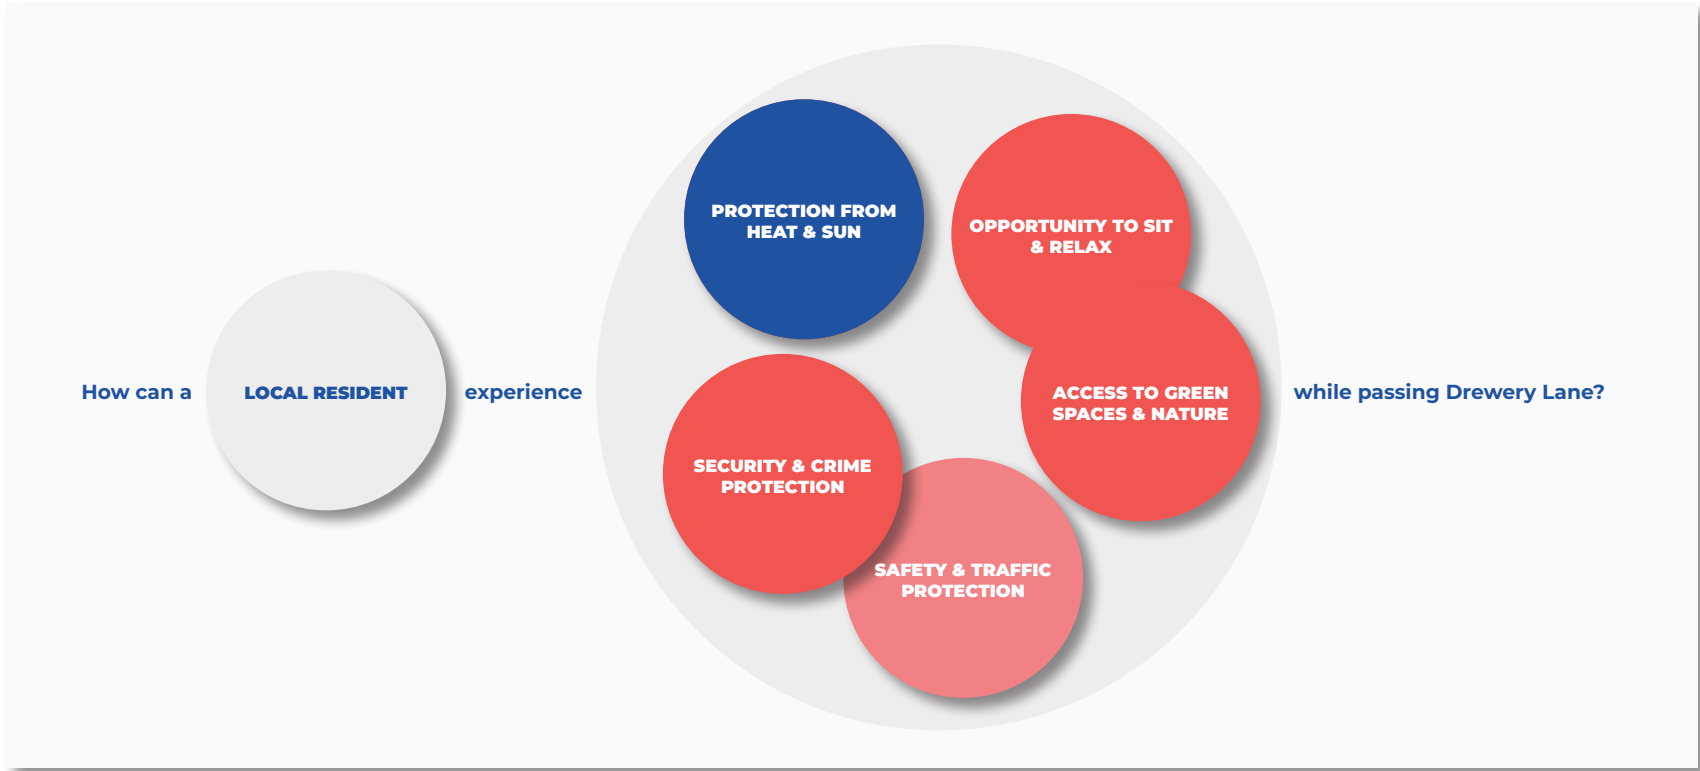 How can a
LOCAL RESIDENT
experience
PROTECTION FROM
HEAT & SUN
OPPORTUNITY TO SIT
& RELAX
ACCESS TO GREEN
SPACES & NATURE
SECURITY & CRIME
PROTECTION
SAFETY & TRAFFIC
PROTECTION
while passing Drewery Lane?